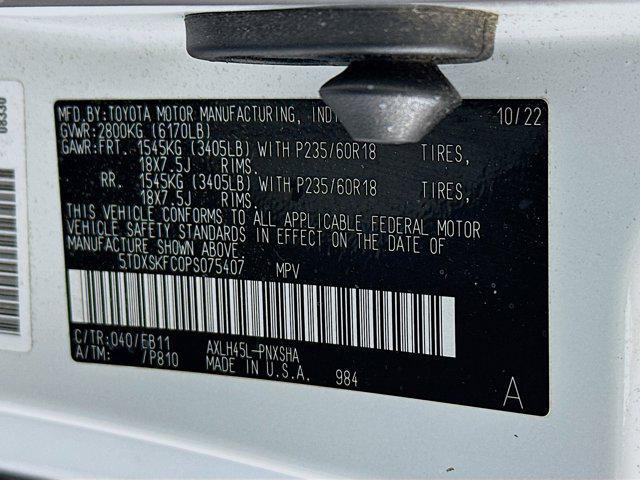 MFD.BY:TOYOTA MOTOR MANUFACTURING, 10/22
GVWR:2800KG (6170LB)
GAWR:FRT. 1545KG (3405LB) WITH P235/60R18 TIRES,
18X7.5J RIMS.
RR. 1545KG (3405LB) WITH P235/60R18 TIRES,
18X7.5J RIMS.
THIS VEHICLE CONFORMS TO ALL APPLICABLE FEDERAL MOTOR
VEHICLE SAFETY STANDARDS IN EFFECT ON THE DATE OF
MANUFACTURE SHOWN ABOVE.
5TDXSKFC0PS075407 MPV
C/TR:040/EB11 AXLH45L-PNXSHA
A/TM: /P810 MADE IN U.S.A. 984
A
08330